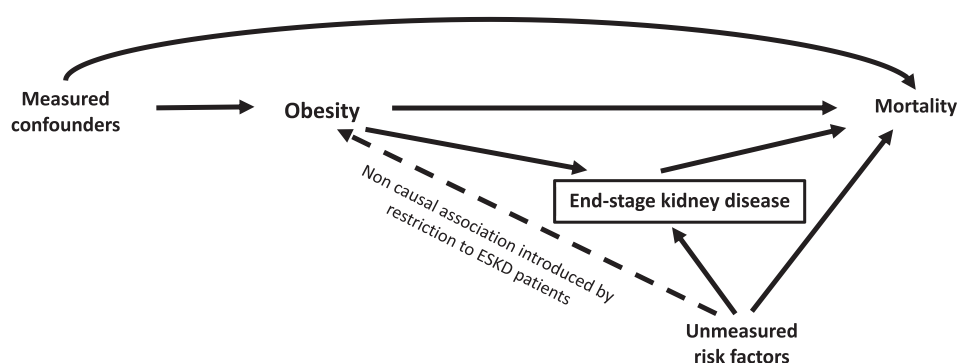 Measured
confounders
Obesity
Mortality
End-stage kidney disease
Non causal association introduced by
restriction to ESKD patients
Unmeasured
risk factors